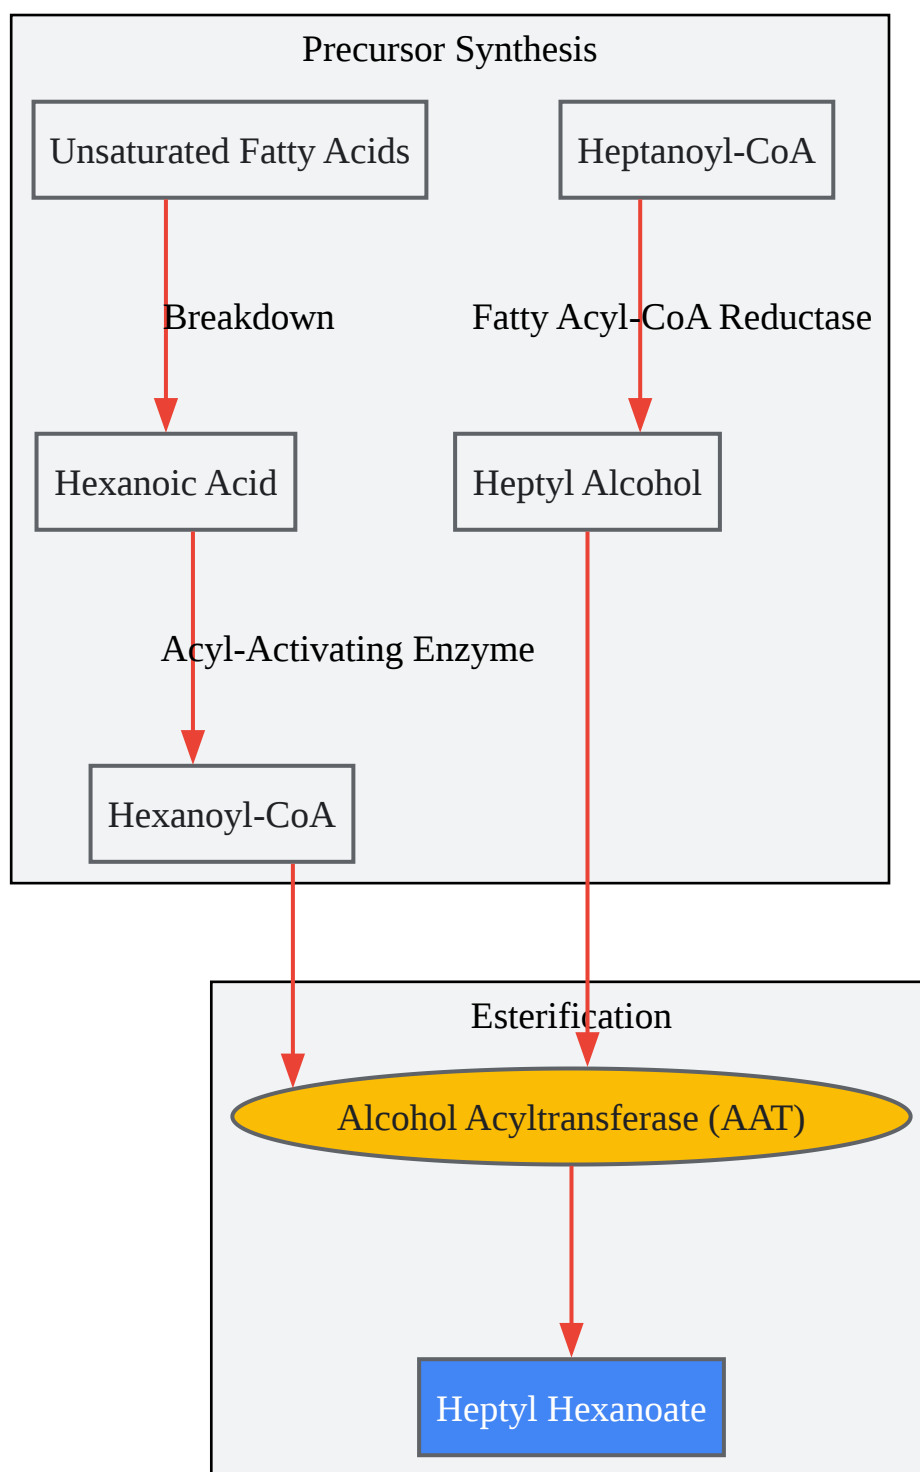 Precursor Synthesis
Unsaturated Fatty Acids
Heptanoyl-CoA
Breakdown
Fatty Acyl-CoA Reductase
Hexanoic Acid
Heptyl Alcohol
Acyl-Activating Enzyme
Hexanoyl-CoA
Esterification
Alcohol Acyltransferase (AAT)
Heptyl Hexanoate